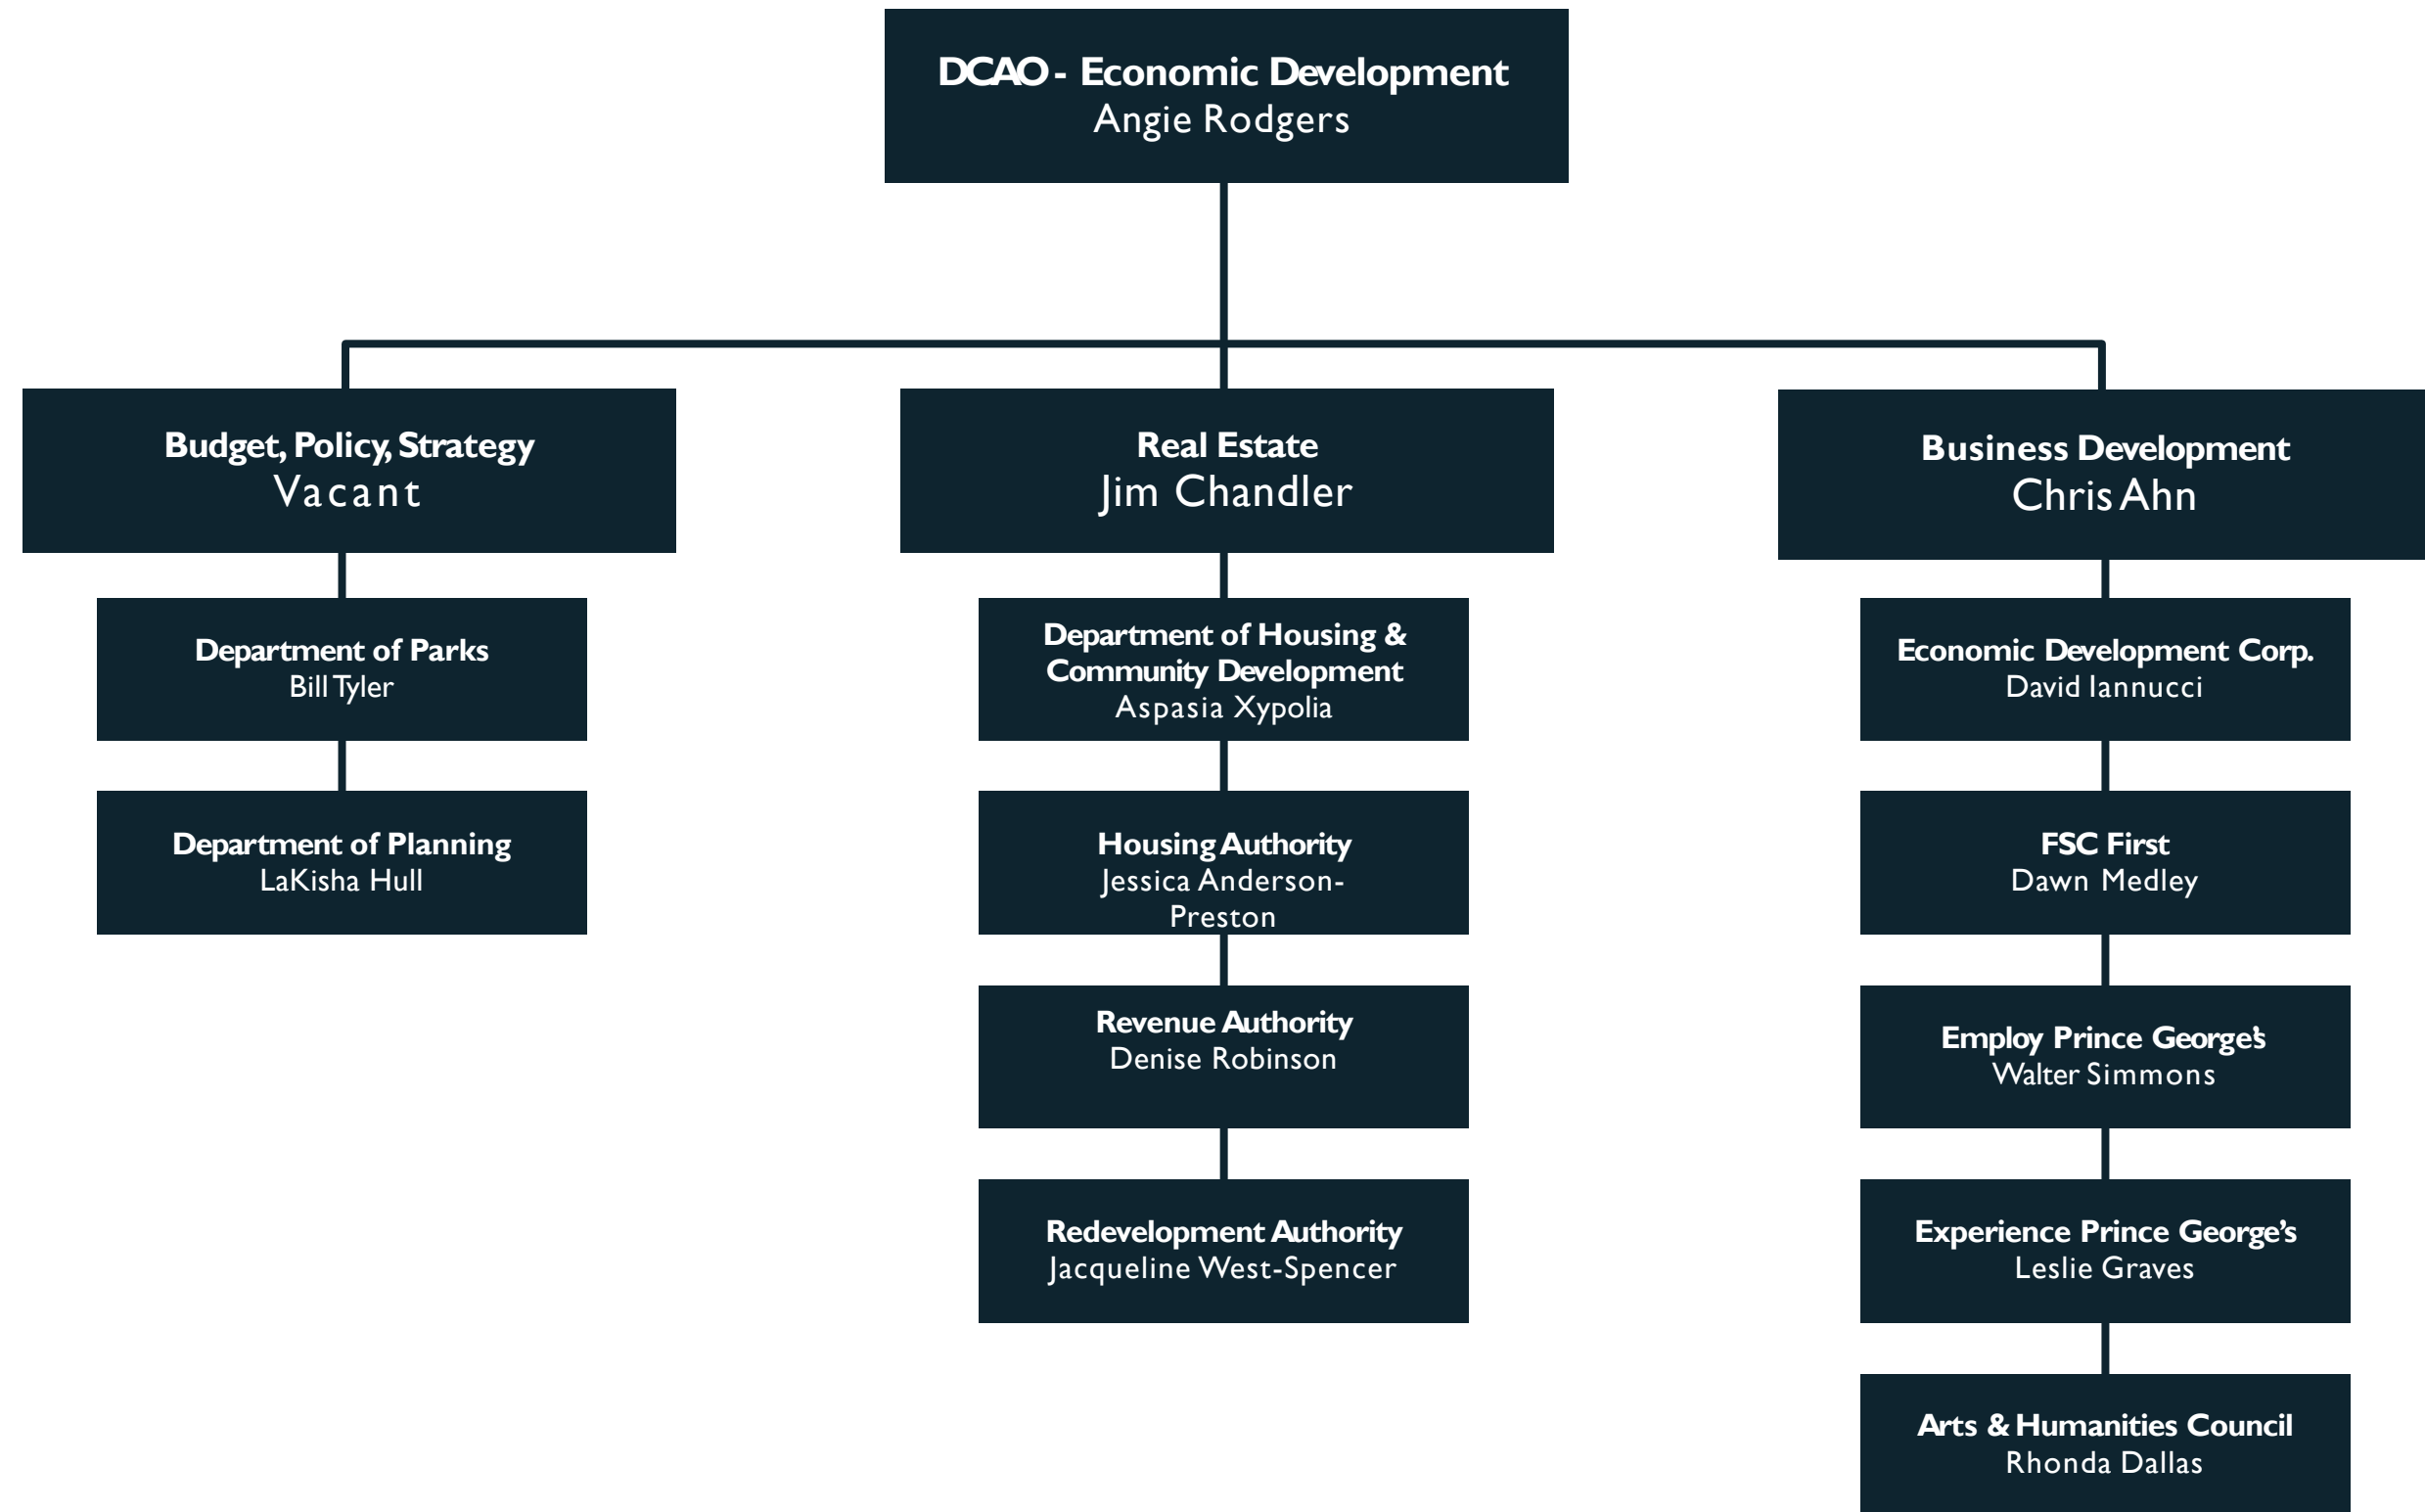 DCAO - Economic Development
Angie Rodgers
Budget, Policy, Strategy
Vacant
Department of Parks
Bill Tyler
Department of Planning
LaKisha Hull
Real Estate
Jim Chandler
Department of Housing &
Community Development
Aspasia Xypolia
Housing Authority
Jessica Anderson-
Preston
Revenue Authority
Denise Robinson
Redevelopment Authority
Jacqueline West-Spencer
Business Development
Chris Ahn
Economic Development Corp.
David Iannucci
FSC First
Dawn Medley
Employ Prince George’s
Walter Simmons
Experience Prince George’s
Leslie Graves
Arts & Humanities Council
Rhonda Dallas